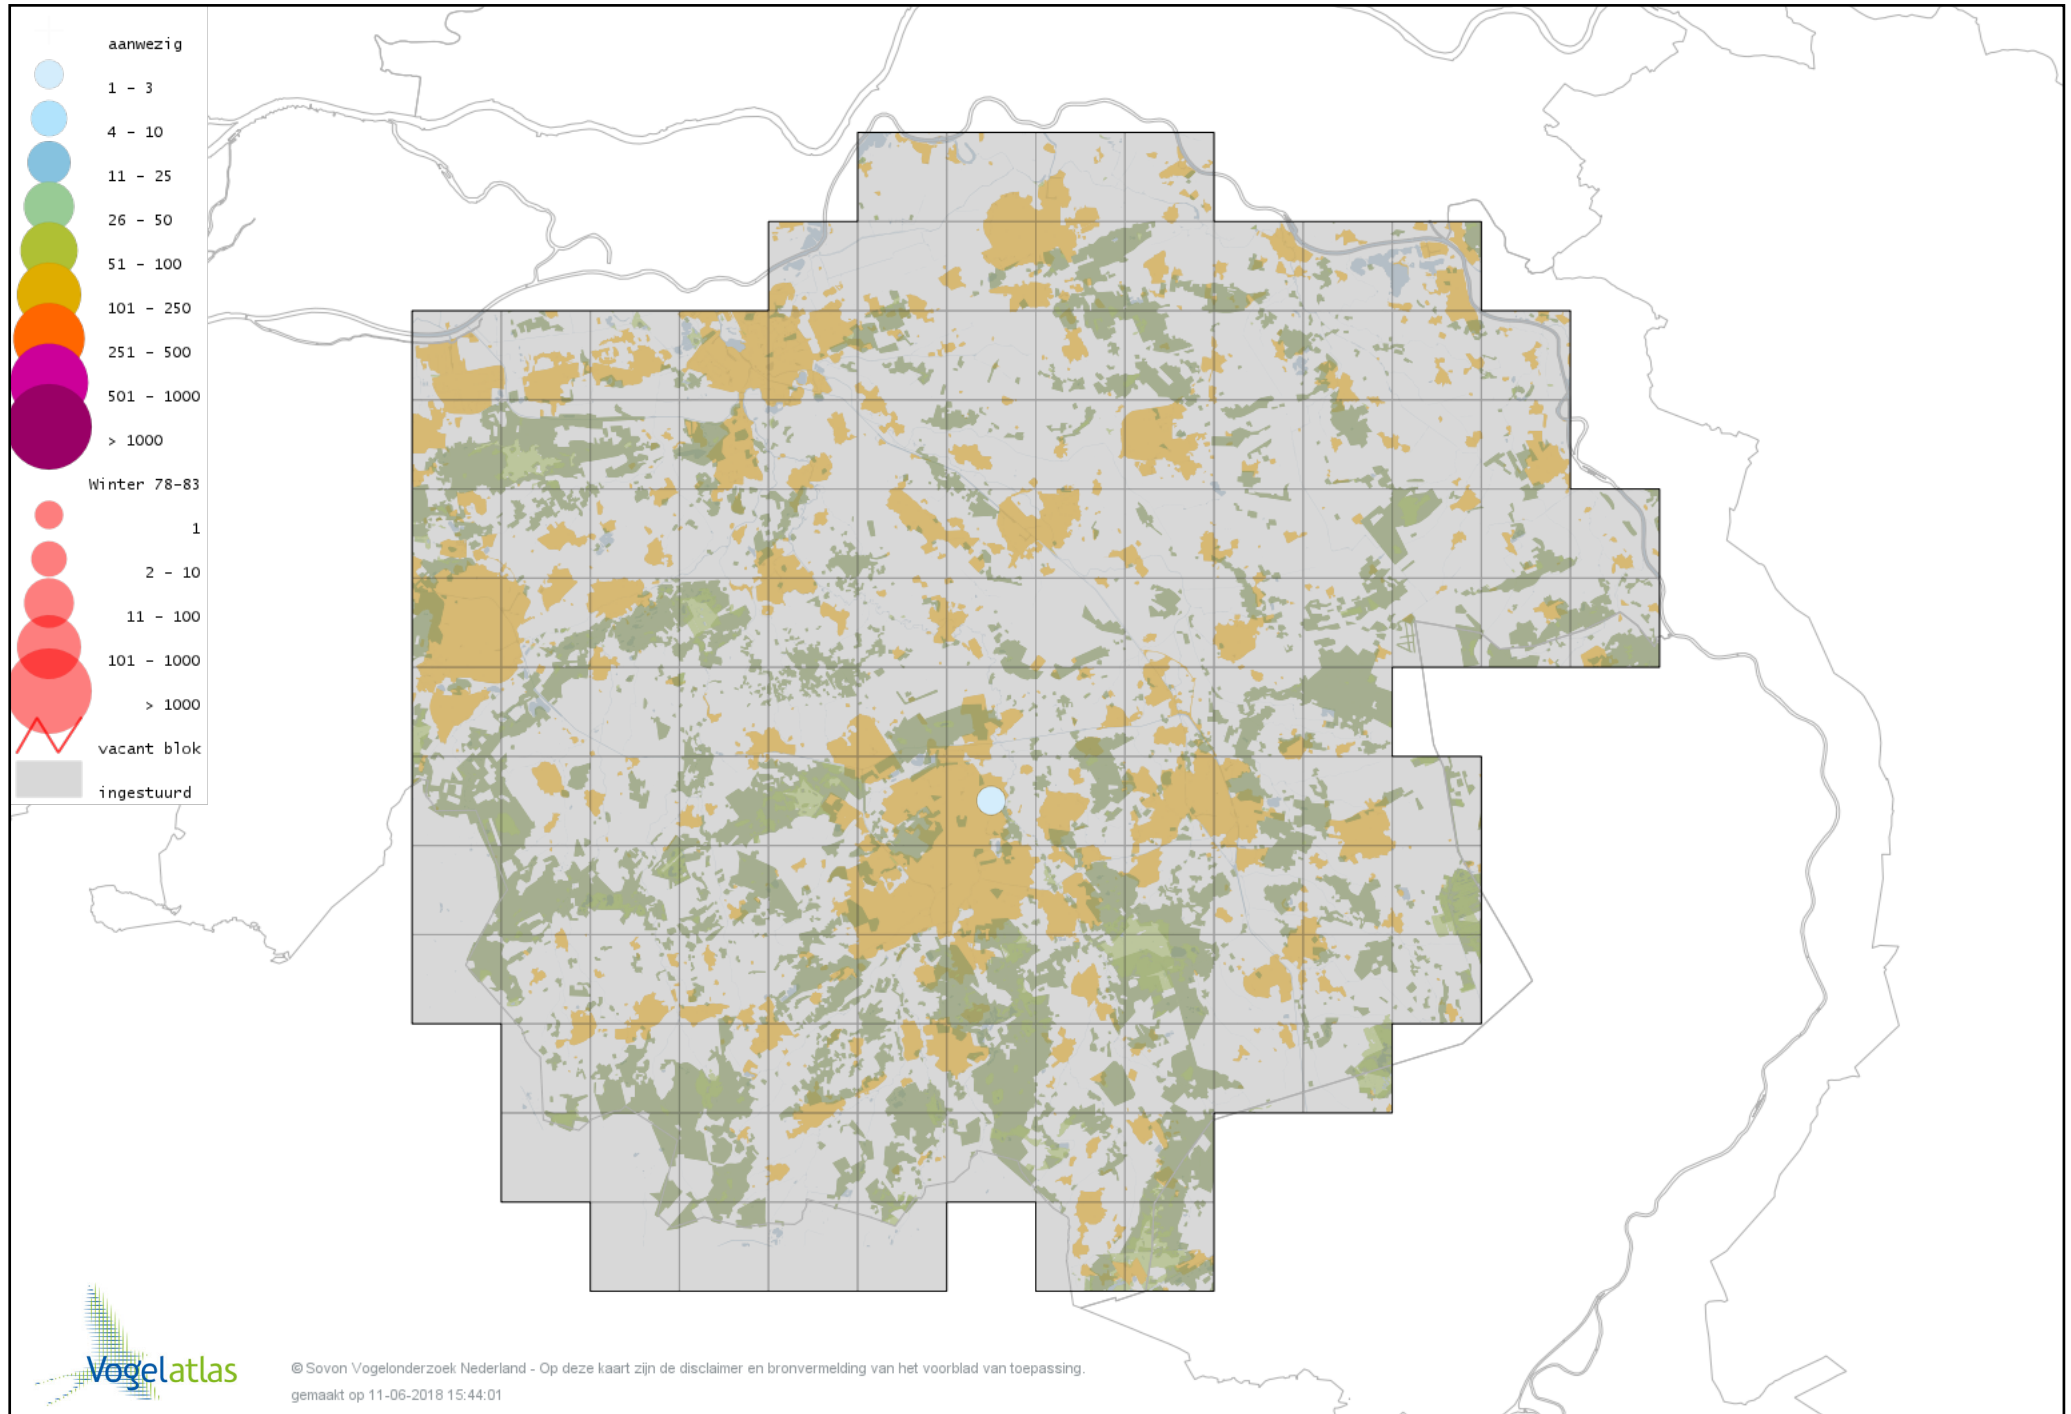 aanwezig
1 - 3
4 - 10
11 - 25
26 - 50
51 - 100
101 - 250
251 - 500
501 - 1000
> 1000
Winter 78-83
1
2 - 10
11 - 100
101 - 1000
> 1000
vacant blok
ingestuurd
Vogelatlas
© Sovon Vogelonderzoek Nederland - Op deze kaart zijn de disclaimer en bronvermelding van het voorblad van toepassing.
gemaakt op 11-06-2018 15:44:01